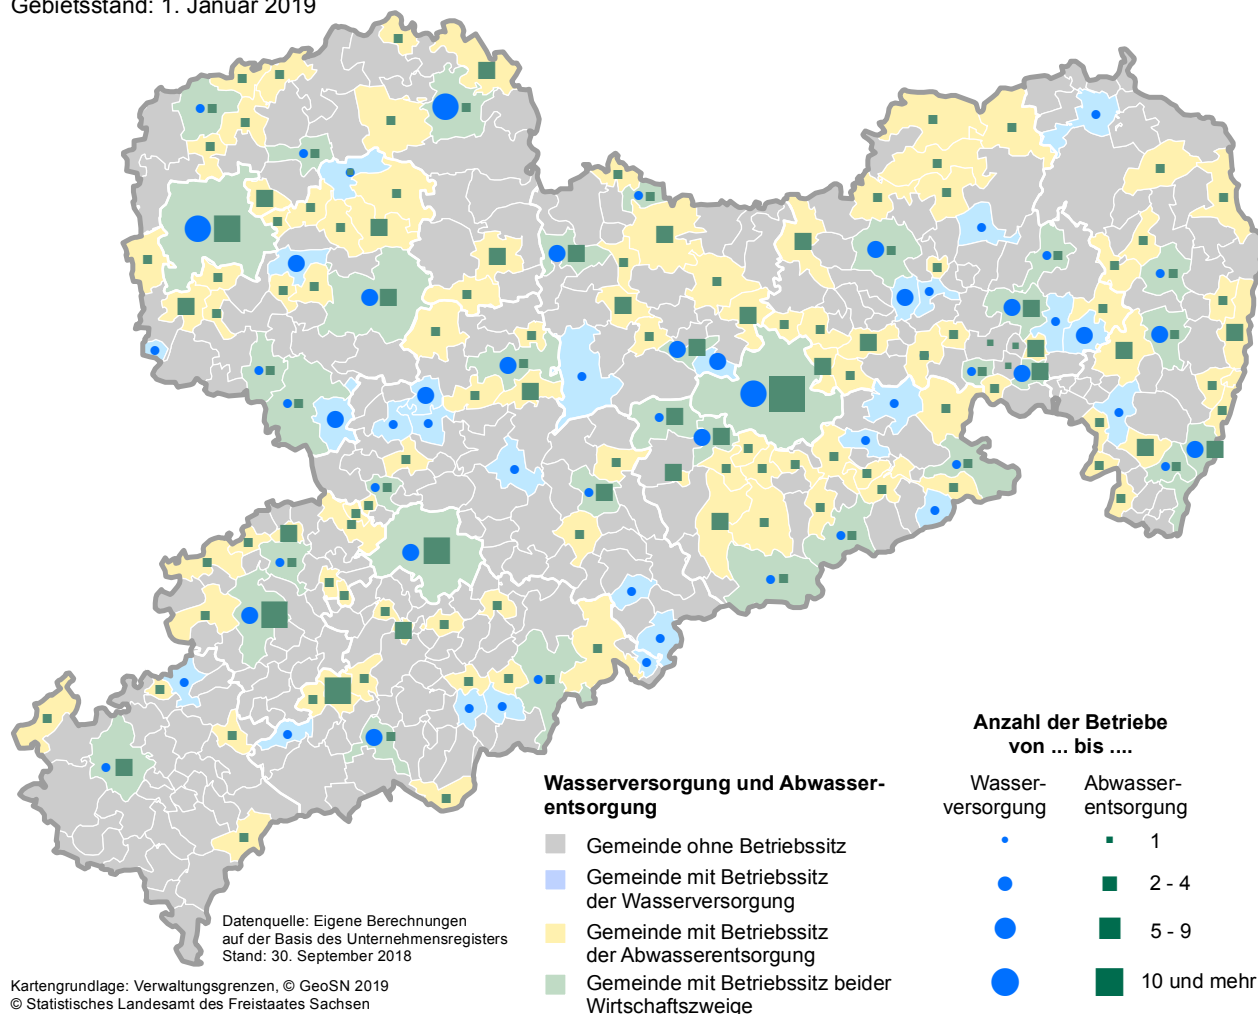 Gebietsstand: 1. Januar 2019
Anzahl der Betriebe
von ... bis ....
Wasser-
versorgung
Abwasser-
entsorgung
1
2 - 4
5 - 9
10 und mehr
Wasserversorgung und Abwasser-
entsorgung
Gemeinde ohne Betriebssitz
Gemeinde mit Betriebssitz
der Wasserversorgung
Gemeinde mit Betriebssitz
der Abwasserentsorgung
Gemeinde mit Betriebssitz beider
Wirtschaftszweige
Datenquelle: Eigene Berechnungen
auf der Basis des Unternehmensregisters
Stand: 30. September 2018
Kartengrundlage: Verwaltungsgrenzen, © GeoSN 2019
© Statistisches Landesamt des Freistaates Sachsen